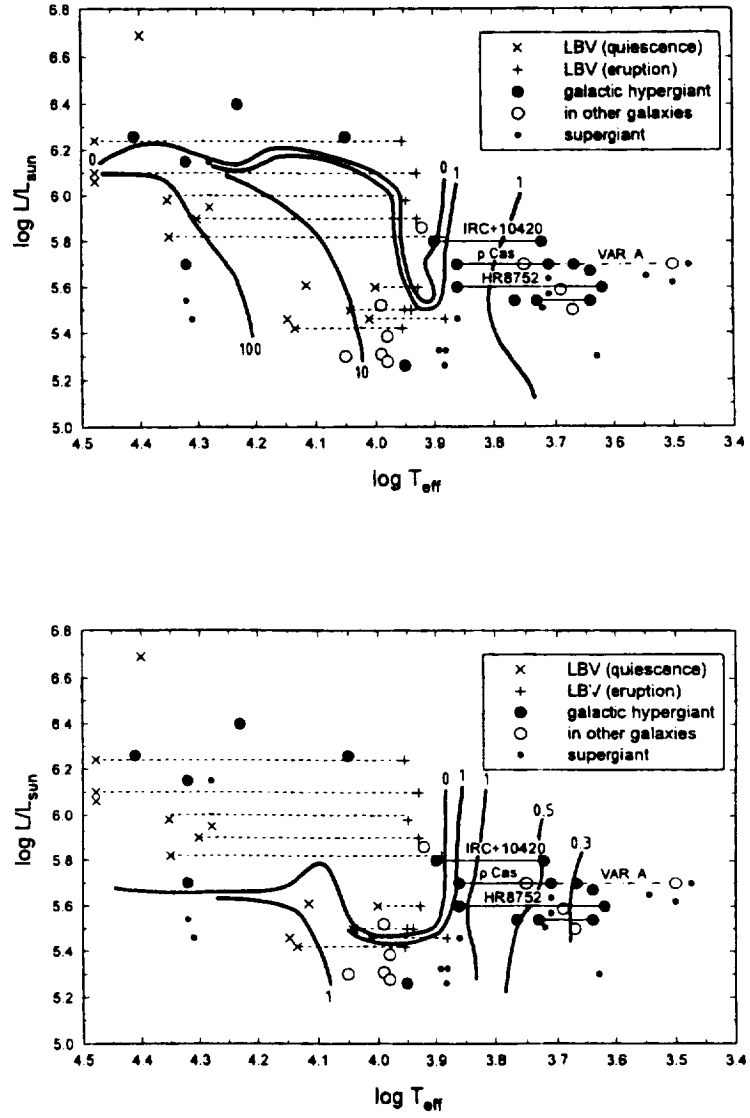 6.8
6.6
6.4
6.2
6.0
5.8
5.6
5.4
5.2
5.0
log L/Lsun
× LBV (quiescence)
+ LBV (eruption)
● galactic hypergiant
○ in other galaxies
• supergiant
0
0
1
1
IRC+10420
ρ Cas
VAR A
HR8752
100
10
4.5 4.4 4.3 4.2 4.1 4.0 3.9 3.8 3.7 3.6 3.5 3.4
log Teff
6.8
6.6
6.4
6.2
6.0
5.8
5.6
5.4
5.2
5.0
log L/Lsun
× LBV (quiescence)
+ LBV (eruption)
● galactic hypergiant
○ in other galaxies
• supergiant
0
1
1
0.5
0.3
IRC+10420
ρ Cas
VAR A
HR8752
1
4.5 4.4 4.3 4.2 4.1 4.0 3.9 3.8 3.7 3.6 3.5 3.4
log Teff